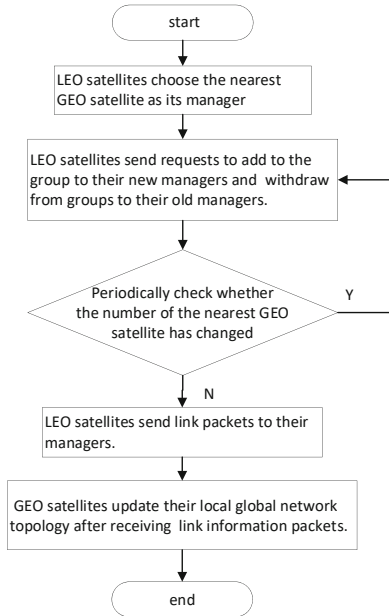 start
LEO satellites choose the nearest
GEO satellite as its manager
LEO satellites send requests to add to the
group to their new managers and  withdraw
from groups to their old managers.
Periodically check whether
the number of the nearest GEO
satellite has changed
Y
N
LEO satellites send link packets to their
managers.
GEO satellites update their local global network
topology after receiving  link information packets.
end